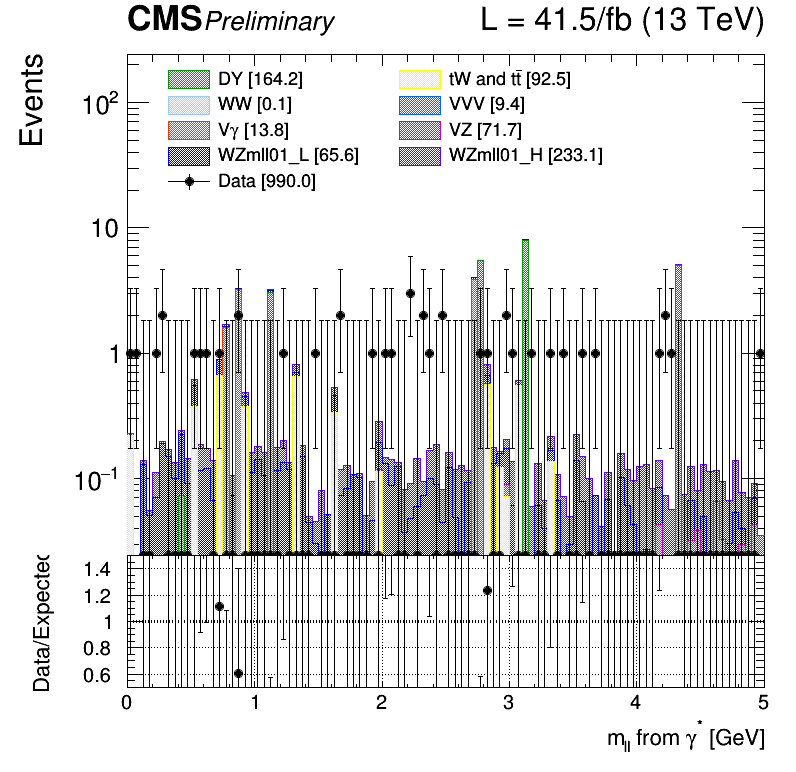 CMS Preliminary L = 41.5/fb (13 TeV)
Events
DY [164.2] tW and tt̄ [92.5]
WW [0.1] VVV [9.4]
Vγ [13.8] VZ [71.7]
WZmll01_L [65.6] WZmll01_H [233.1]
Data [990.0]
10²
10
1
10⁻¹
Data/Expected
1.4
1.2
1
0.8
0.6
0 1 2 3 4 5
m_ll from γ* [GeV]